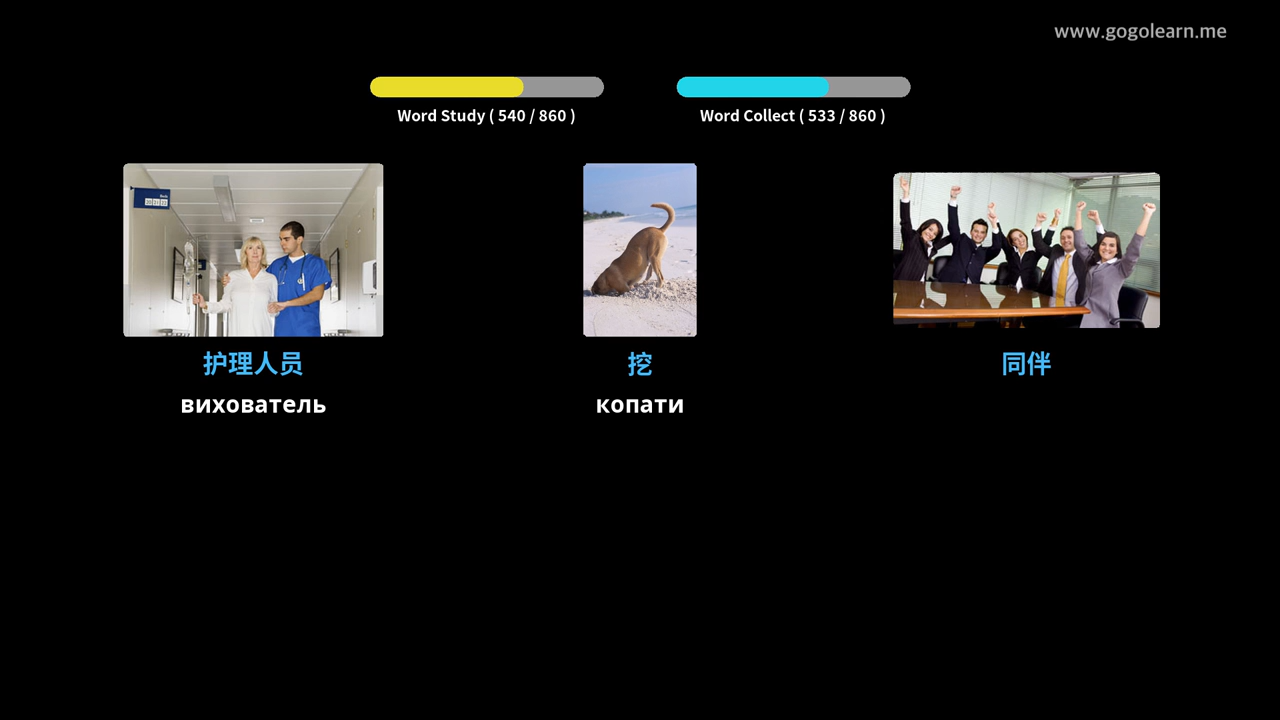 www.gogolearn.me
Word Study ( 540 / 860 )
Word Collect ( 533 / 860 )
护理人员
挖
同伴
вихователь
копати